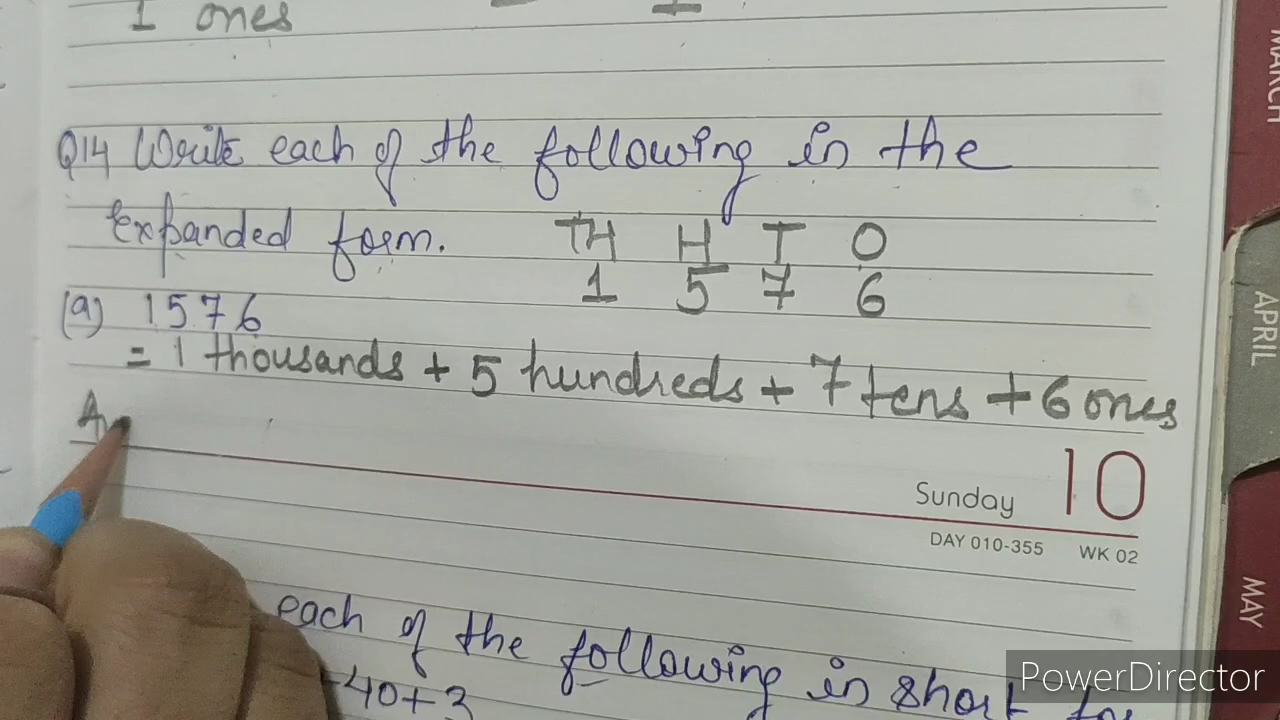 1 ones
Q14 Write each of the following in the
expanded form.
TH H T O
1 5 7 6
(a) 1576
= 1 thousands + 5 hundreds + 7 tens + 6 ones
An
Sunday 10
DAY 010-355 WK 02
each of the following in short
40+3
MARCH
APRIL
MAY
PowerDirector